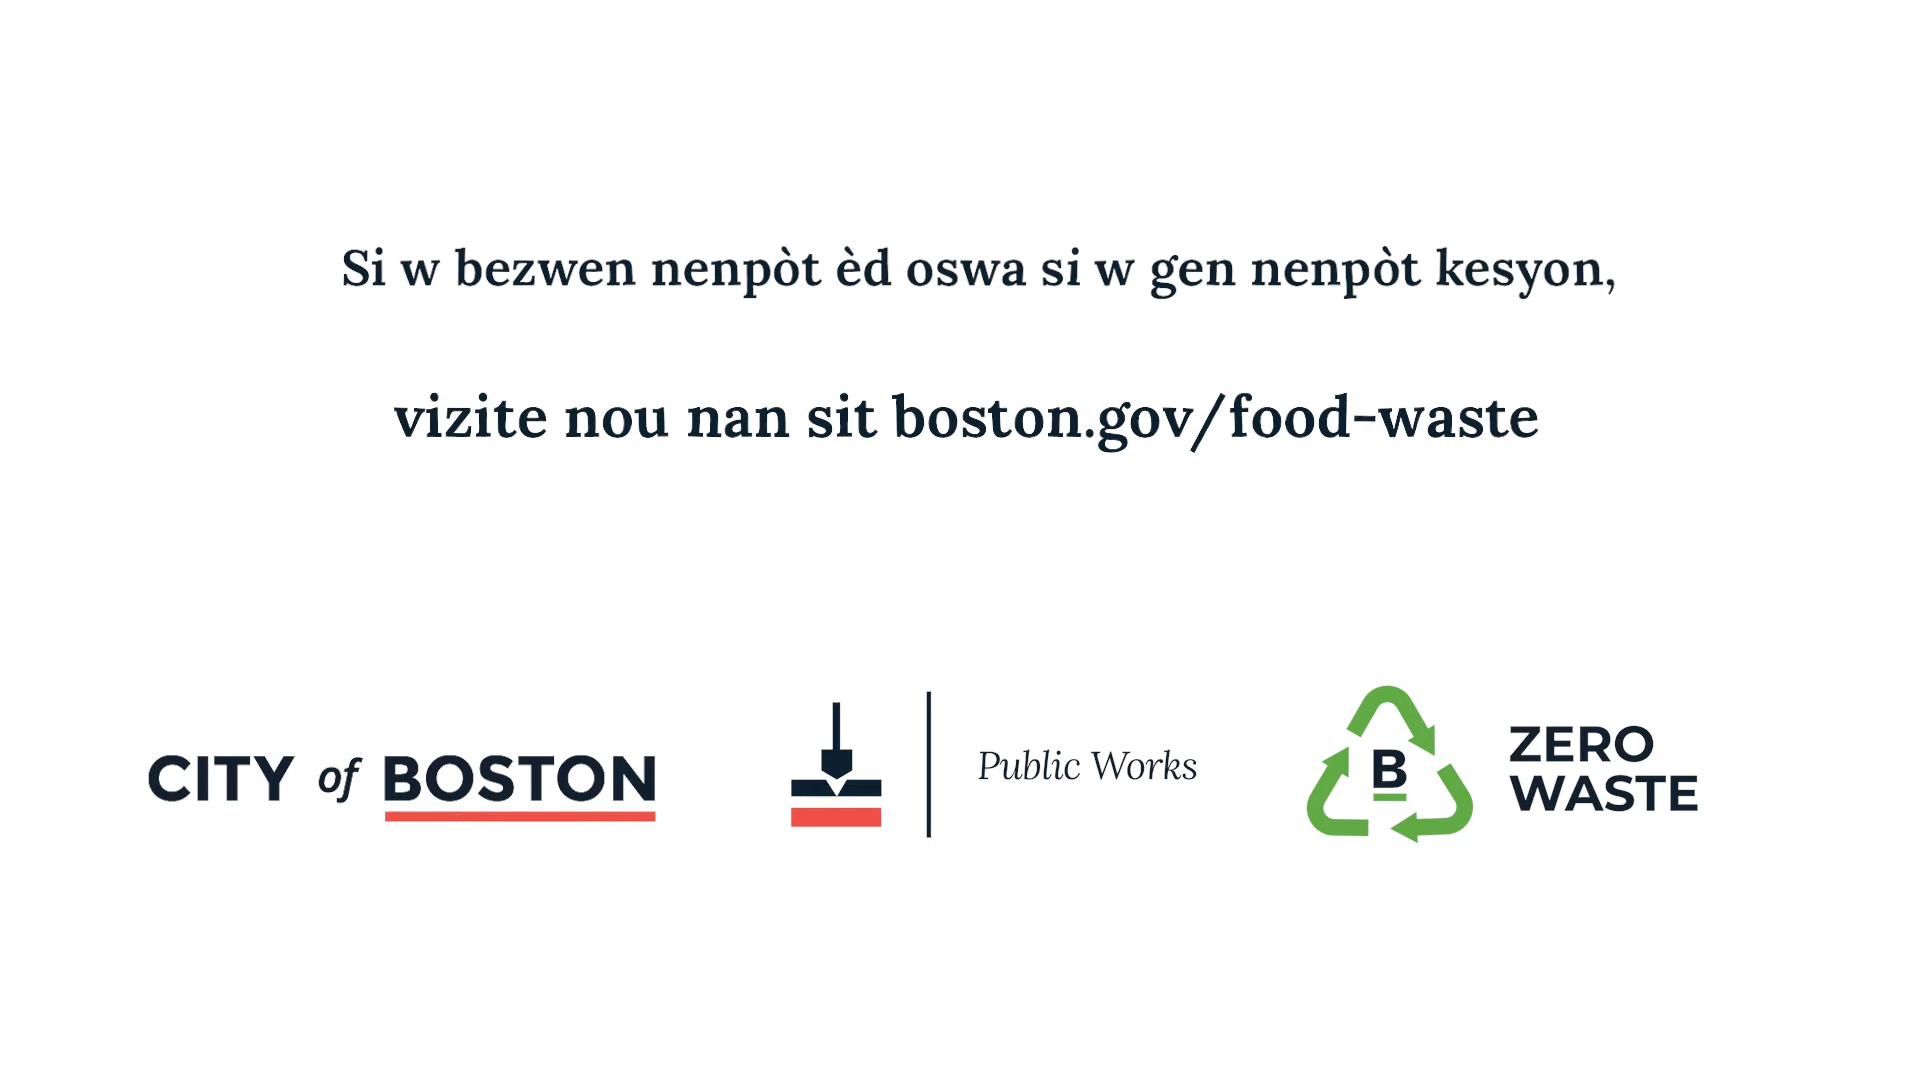 Si w bezwen nenpòt èd oswa si w gen nenpòt kesyon,
vizite nou nan sit boston.gov/food-waste
CITY of BOSTON
Public Works
B
ZERO
WASTE